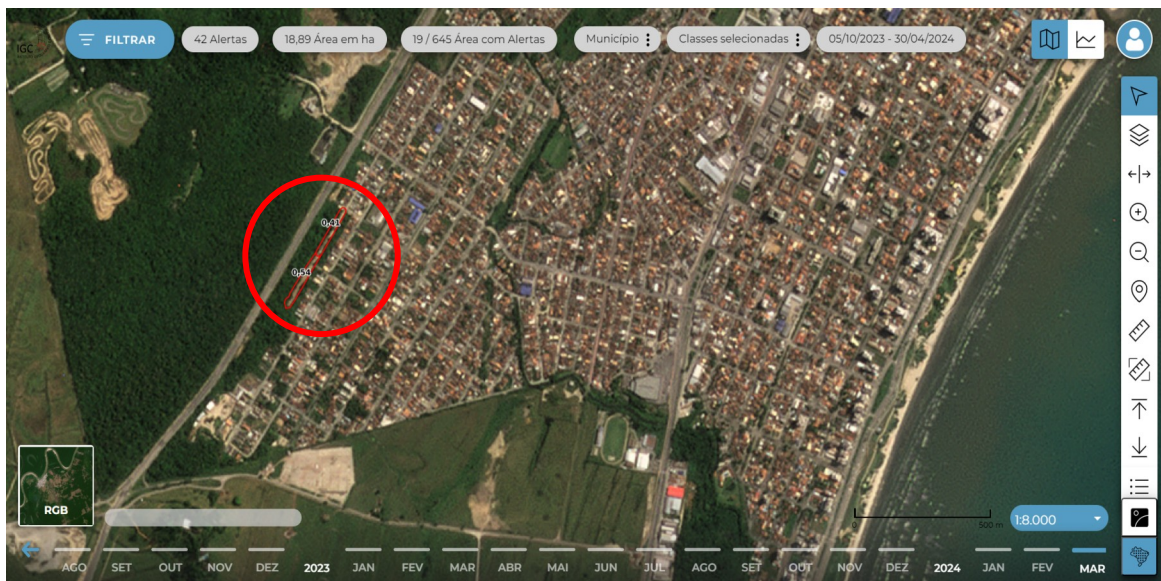 IGC
FILTRAR
42 Alertas
18,89 Área em ha
19 / 645 Área com Alertas
Município
Classes selecionadas
05/10/2023 - 30/04/2024
0,41
0,54
RGB
0
500 m
1:8.000
AGO SET OUT NOV DEZ 2023 JAN FEV MAR ABR MAI JUN JUL AGO SET OUT NOV DEZ 2024 JAN FEV MAR